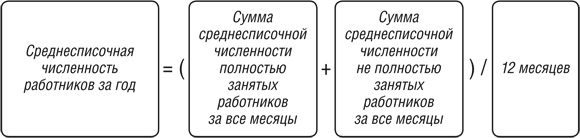 Среднесписочная
численность
работников за год
=
(
Сумма
среднесписочной
численности
полностью
занятых
работников
за все месяцы
+
Сумма
среднесписочной
численности
не полностью
занятых
работников
за все месяцы
)
/
12 месяцев